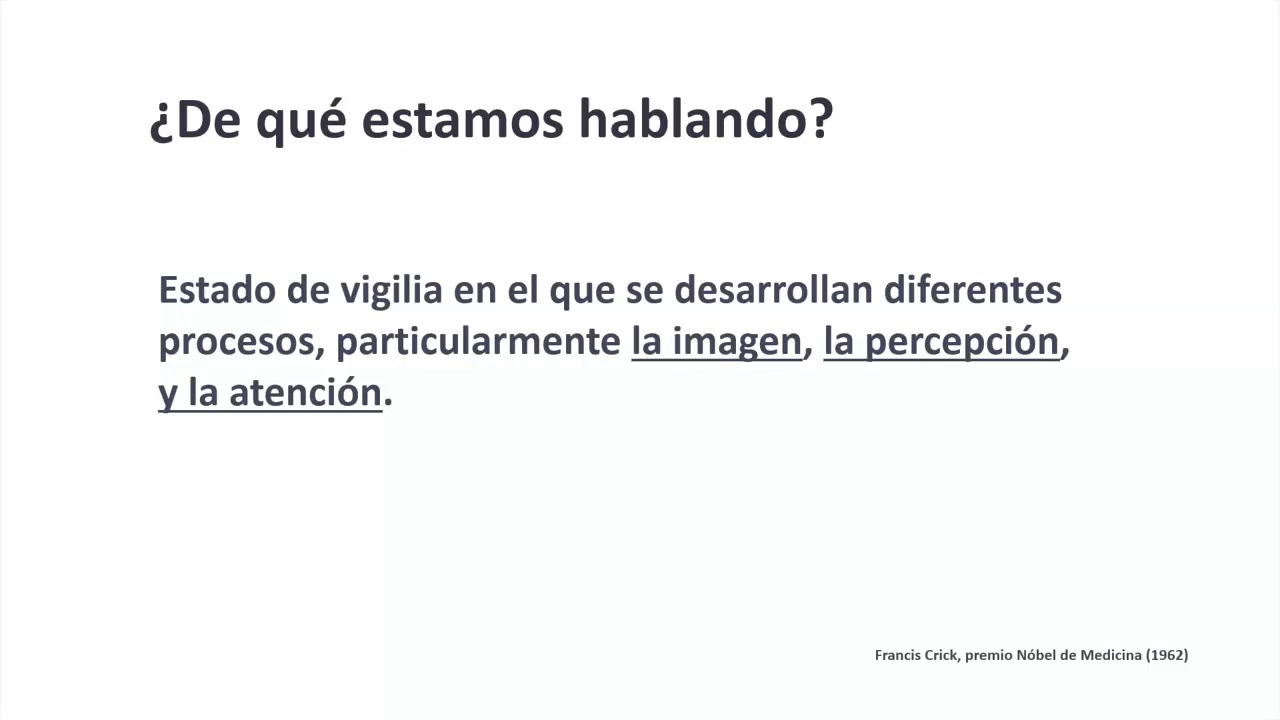 ¿De qué estamos hablando?
Estado de vigilia en el que se desarrollan diferentes
procesos, particularmente la imagen, la percepción,
y la atención.
Francis Crick, premio Nóbel de Medicina (1962)